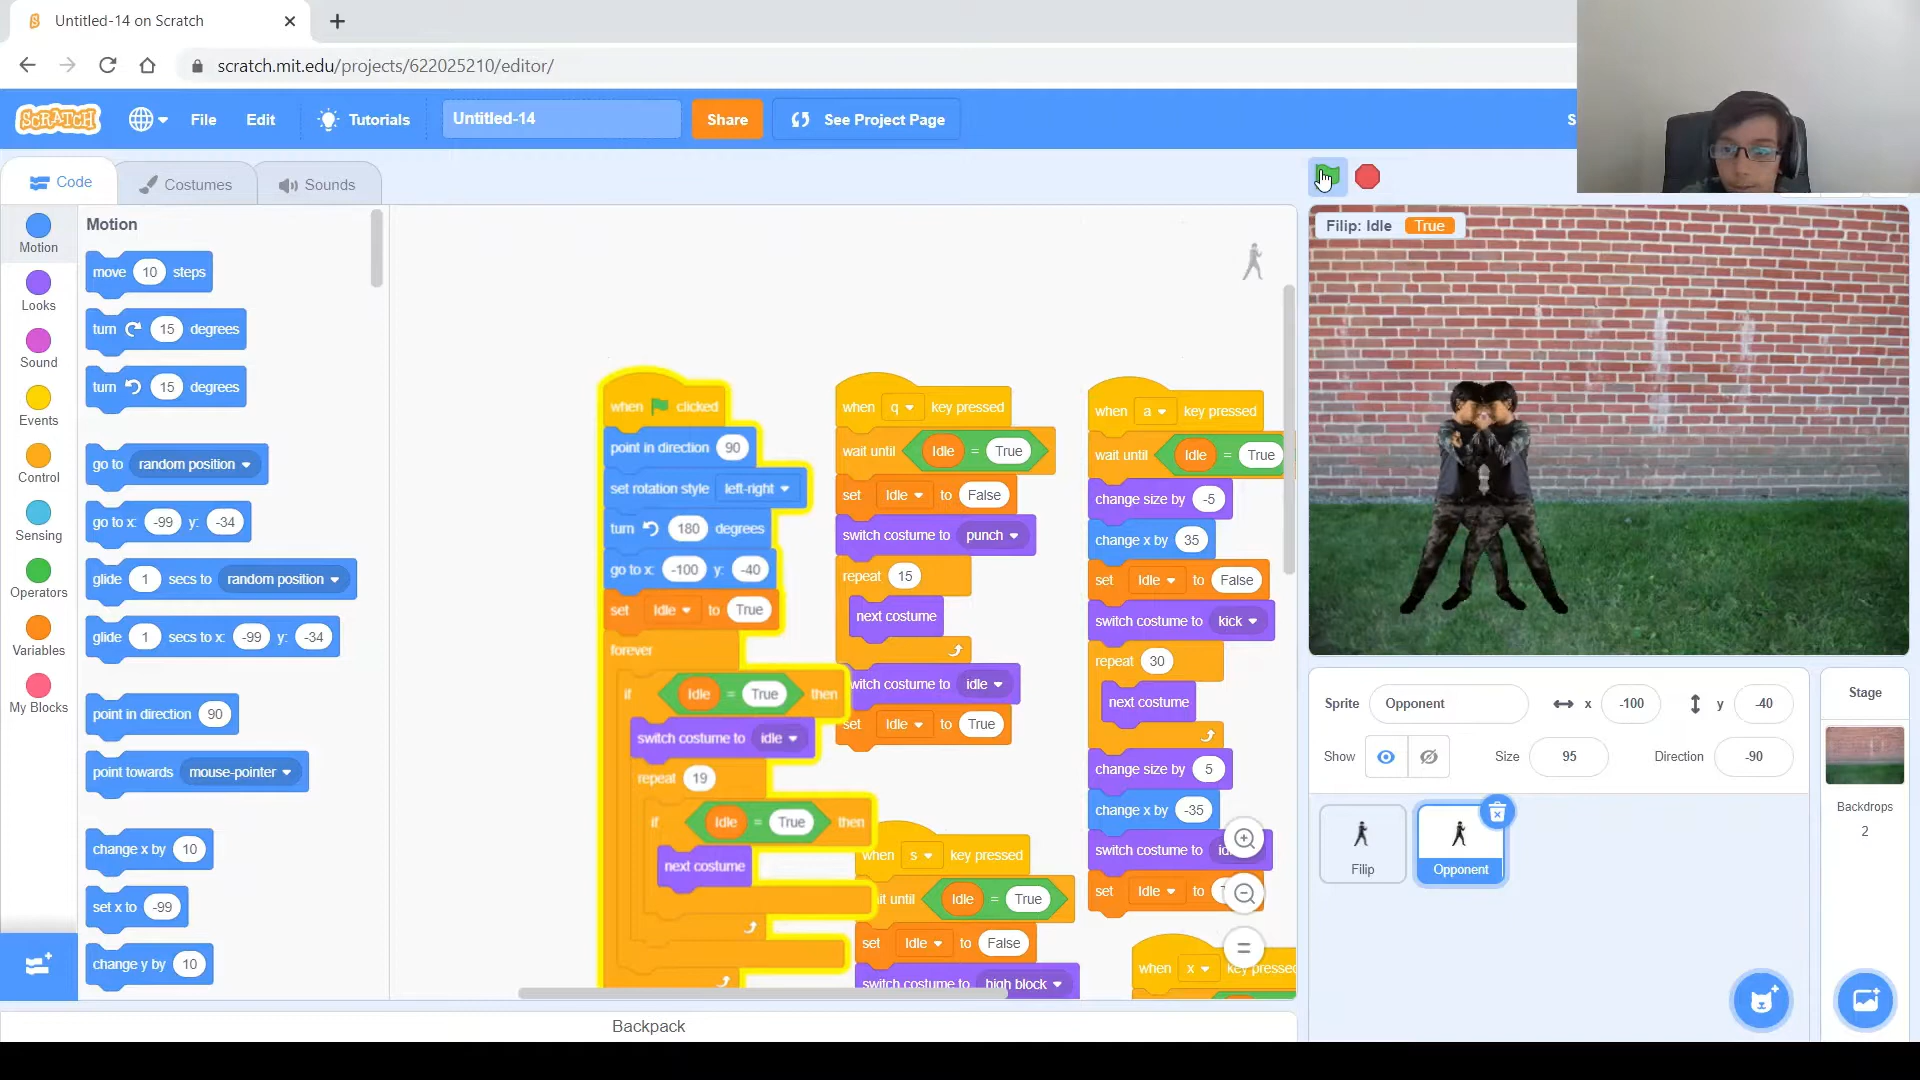 Untitled-14 on Scratch
scratch.mit.edu/projects/622025210/editor/
SCRATCH
File
Edit
Tutorials
Untitled-14
Share
See Project Page
S
Code
Costumes
Sounds
Motion
Looks
Sound
Events
Control
Sensing
Operators
Variables
My Blocks
Motion
move 10 steps
turn 15 degrees
turn 15 degrees
go to random position
go to x: -99 y: -34
glide 1 secs to random position
glide 1 secs to x: -99 y: -34
point in direction 90
point towards mouse-pointer
change x by 10
set x to -99
change y by 10
when clicked
point in direction 90
set rotation style left-right
turn 180 degrees
go to x: -100 y: -40
set Idle to True
forever
if Idle = True then
switch costume to idle
repeat 19
if Idle = True then
next costume
when q key pressed
wait until Idle = True
set Idle to False
switch costume to punch
repeat 15
next costume
witch costume to idle
set Idle to True
when s key pressed
it until Idle = True
set Idle to False
switch costume to high block
when a key pressed
wait until Idle = True
change size by -5
change x by 35
set Idle to False
switch costume to kick
repeat 30
next costume
change size by 5
change x by -35
switch costume to
set Idle to
when x key pressed
Backpack
Filip: Idle True
Sprite Opponent x -100 y -40
Show Size 95 Direction -90
Filip
Opponent
Stage
Backdrops
2